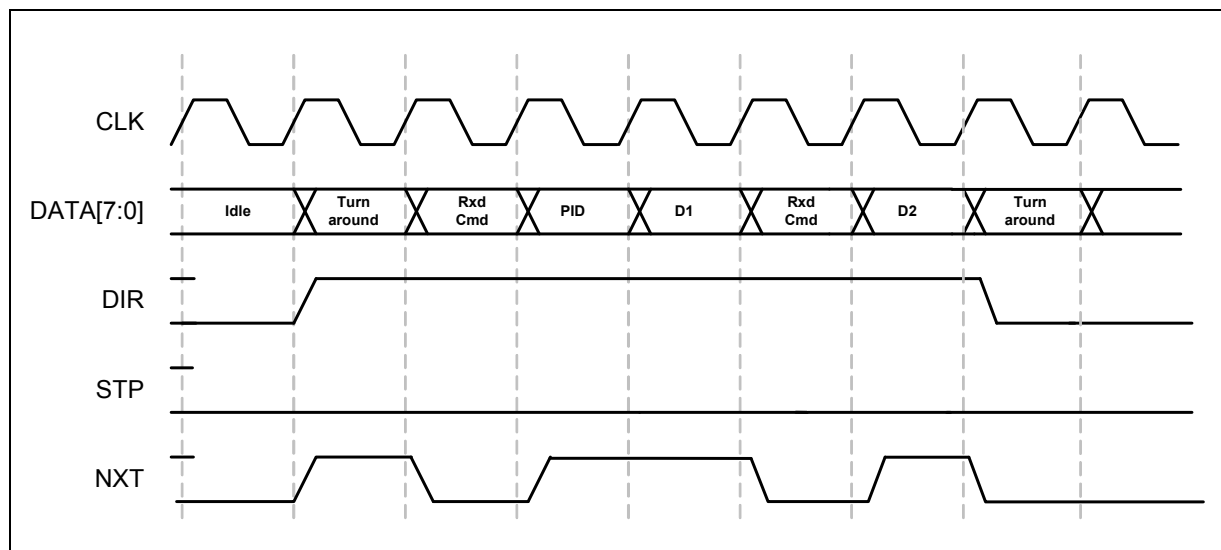 CLK
DATA[7:0]
Idle
Turn
around
Rxd
Cmd
PID
D1
Rxd
Cmd
D2
Turn
around
DIR
STP
NXT